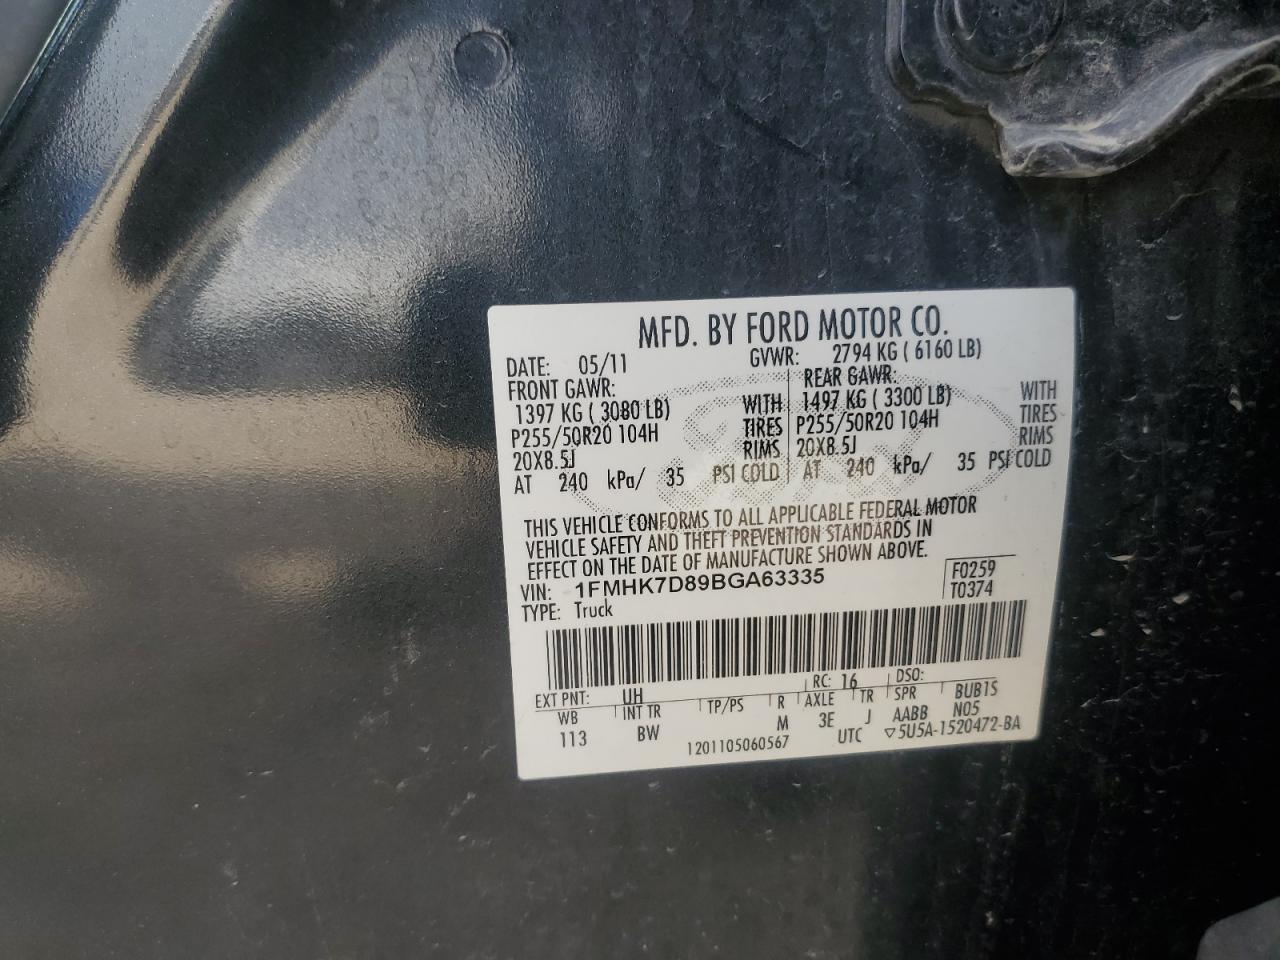 MFD. BY FORD MOTOR CO.
DATE: 05/11 GVWR: 2794 KG ( 6160 LB)
FRONT GAWR: REAR GAWR:
1397 KG ( 3080 LB) WITH 1497 KG ( 3300 LB) WITH
P255/50R20 104H TIRES P255/50R20 104H TIRES
20X8.5J RIMS 20X8.5J RIMS
AT 240 kPa/ 35 PSI COLD AT 240 kPa/ 35 PSI COLD
THIS VEHICLE CONFORMS TO ALL APPLICABLE FEDERAL MOTOR
VEHICLE SAFETY AND THEFT PREVENTION STANDARDS IN
EFFECT ON THE DATE OF MANUFACTURE SHOWN ABOVE.
VIN: 1FMHK7D89BGA63335 F0259
TYPE: Truck T0374
EXT PNT: UH RC: 16 DSO:
WB INT TR TP/PS R AXLE TR SPR BUB1S
113 BW M 3E J AABB N05
1201105060567 UTC ▽5U5A-1520472-BA